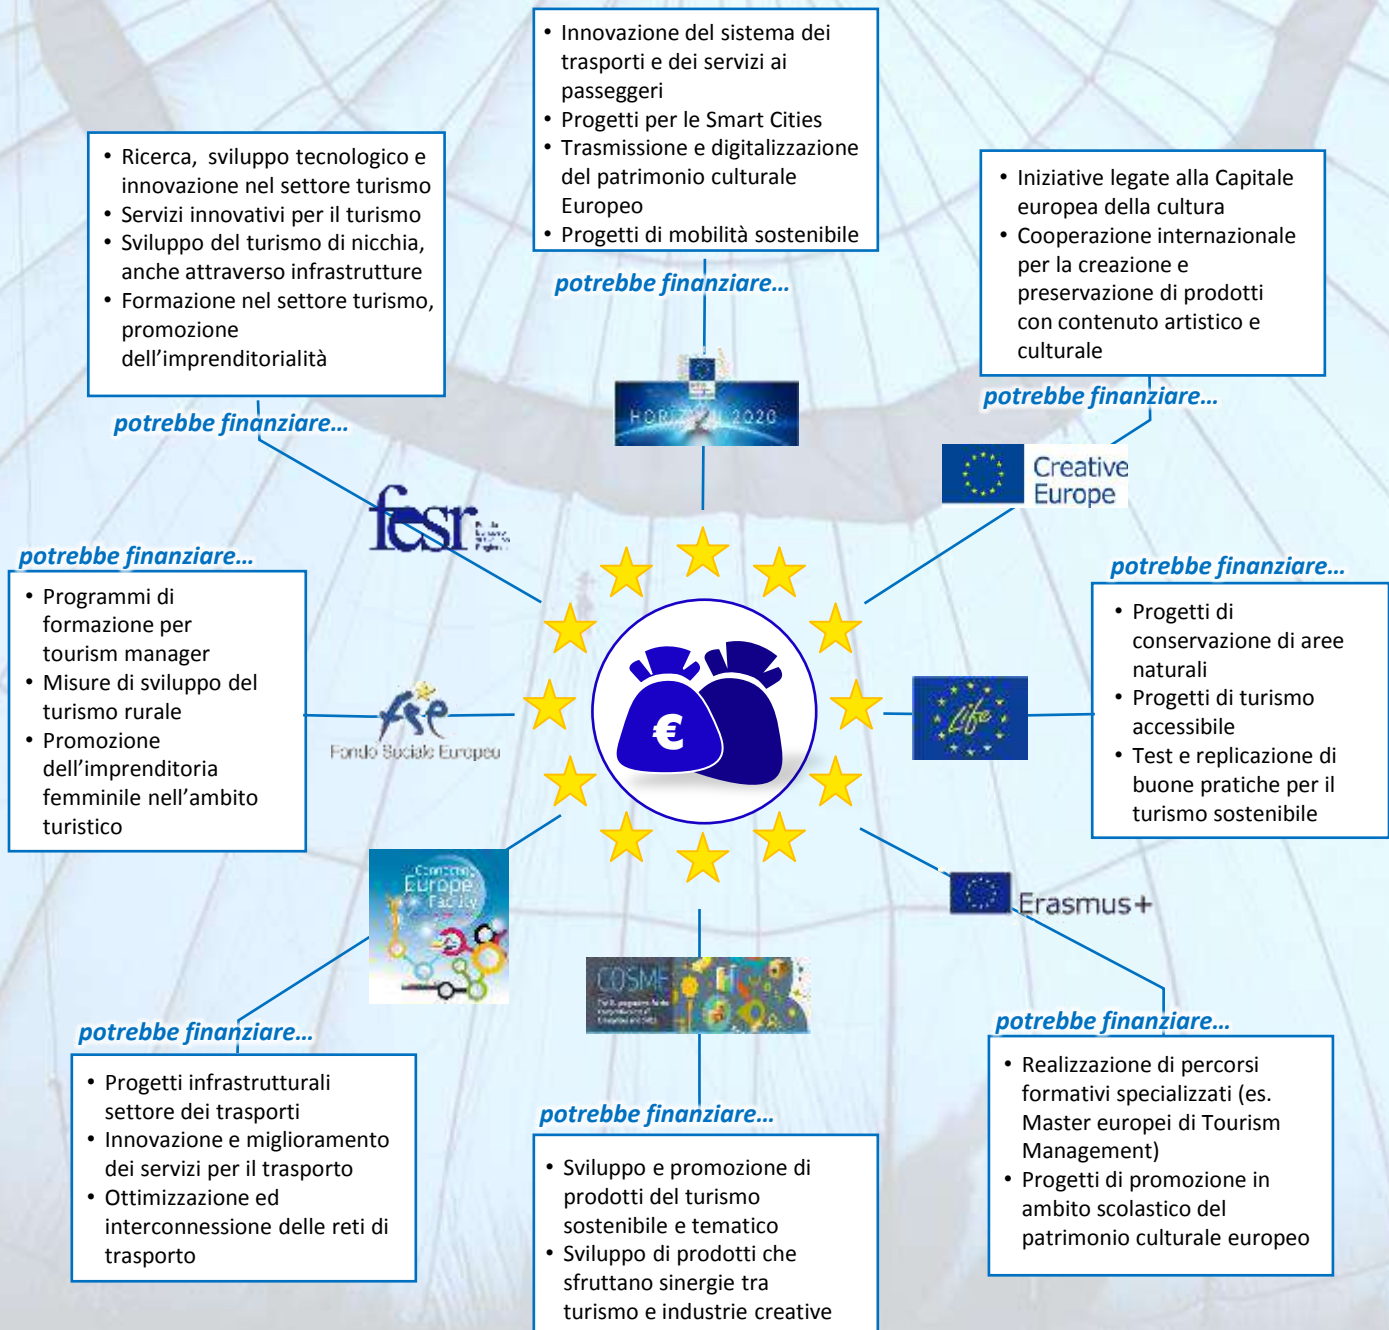 • Innovazione del sistema dei
trasporti e dei servizi ai
passeggeri
• Progetti per le Smart Cities
• Trasmissione e digitalizzazione
del patrimonio culturale
Europeo
• Progetti di mobilità sostenibile
potrebbe finanziare...
HORIZON 2020
• Ricerca, sviluppo tecnologico e
innovazione nel settore turismo
• Servizi innovativi per il turismo
• Sviluppo del turismo di nicchia,
anche attraverso infrastrutture
• Formazione nel settore turismo,
promozione
dell'imprenditorialità
potrebbe finanziare...
fesr
• Iniziative legate alla Capitale
europea della cultura
• Cooperazione internazionale
per la creazione e
preservazione di prodotti
con contenuto artistico e
culturale
potrebbe finanziare...
Creative
Europe
potrebbe finanziare...
• Programmi di
formazione per
tourism manager
• Misure di sviluppo del
turismo rurale
• Promozione
dell'imprenditoria
femminile nell'ambito
turistico
fse
Fondo Sociale Europeo
€
potrebbe finanziare...
• Progetti di
conservazione di aree
naturali
• Progetti di turismo
accessibile
• Test e replicazione di
buone pratiche per il
turismo sostenibile
Life
Connecting
Europe
Facility
potrebbe finanziare...
• Progetti infrastrutturali
settore dei trasporti
• Innovazione e miglioramento
dei servizi per il trasporto
• Ottimizzazione ed
interconnessione delle reti di
trasporto
COSME
potrebbe finanziare...
• Sviluppo e promozione di
prodotti del turismo
sostenibile e tematico
• Sviluppo di prodotti che
sfruttano sinergie tra
turismo e industrie creative
Erasmus+
potrebbe finanziare...
• Realizzazione di percorsi
formativi specializzati (es.
Master europei di Tourism
Management)
• Progetti di promozione in
ambito scolastico del
patrimonio culturale europeo